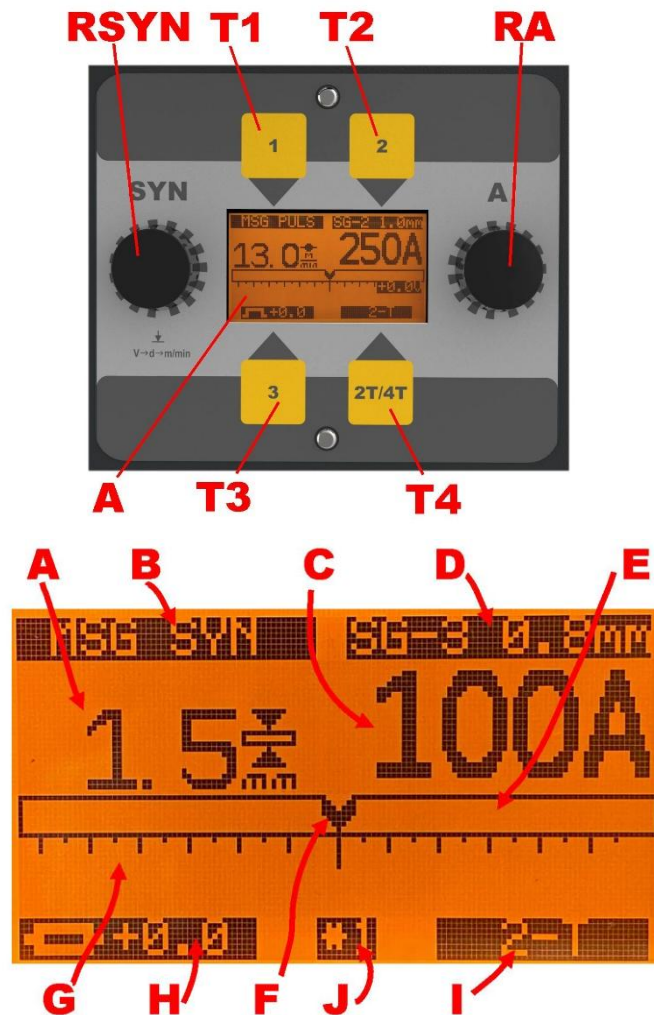 RSYN T1 T2 RA
1 2
SYN A
MSG PULS SG-2 1.0mm
13.0 M/min 250A
+0.0V
+0.0 2-T
V→d→m/min
3 2T/4T
A T3 T4
A B C D E
MSG SYN SG-3 0.8mm
1.5 mm 100A
+0.0 1 2-T
G H F J I